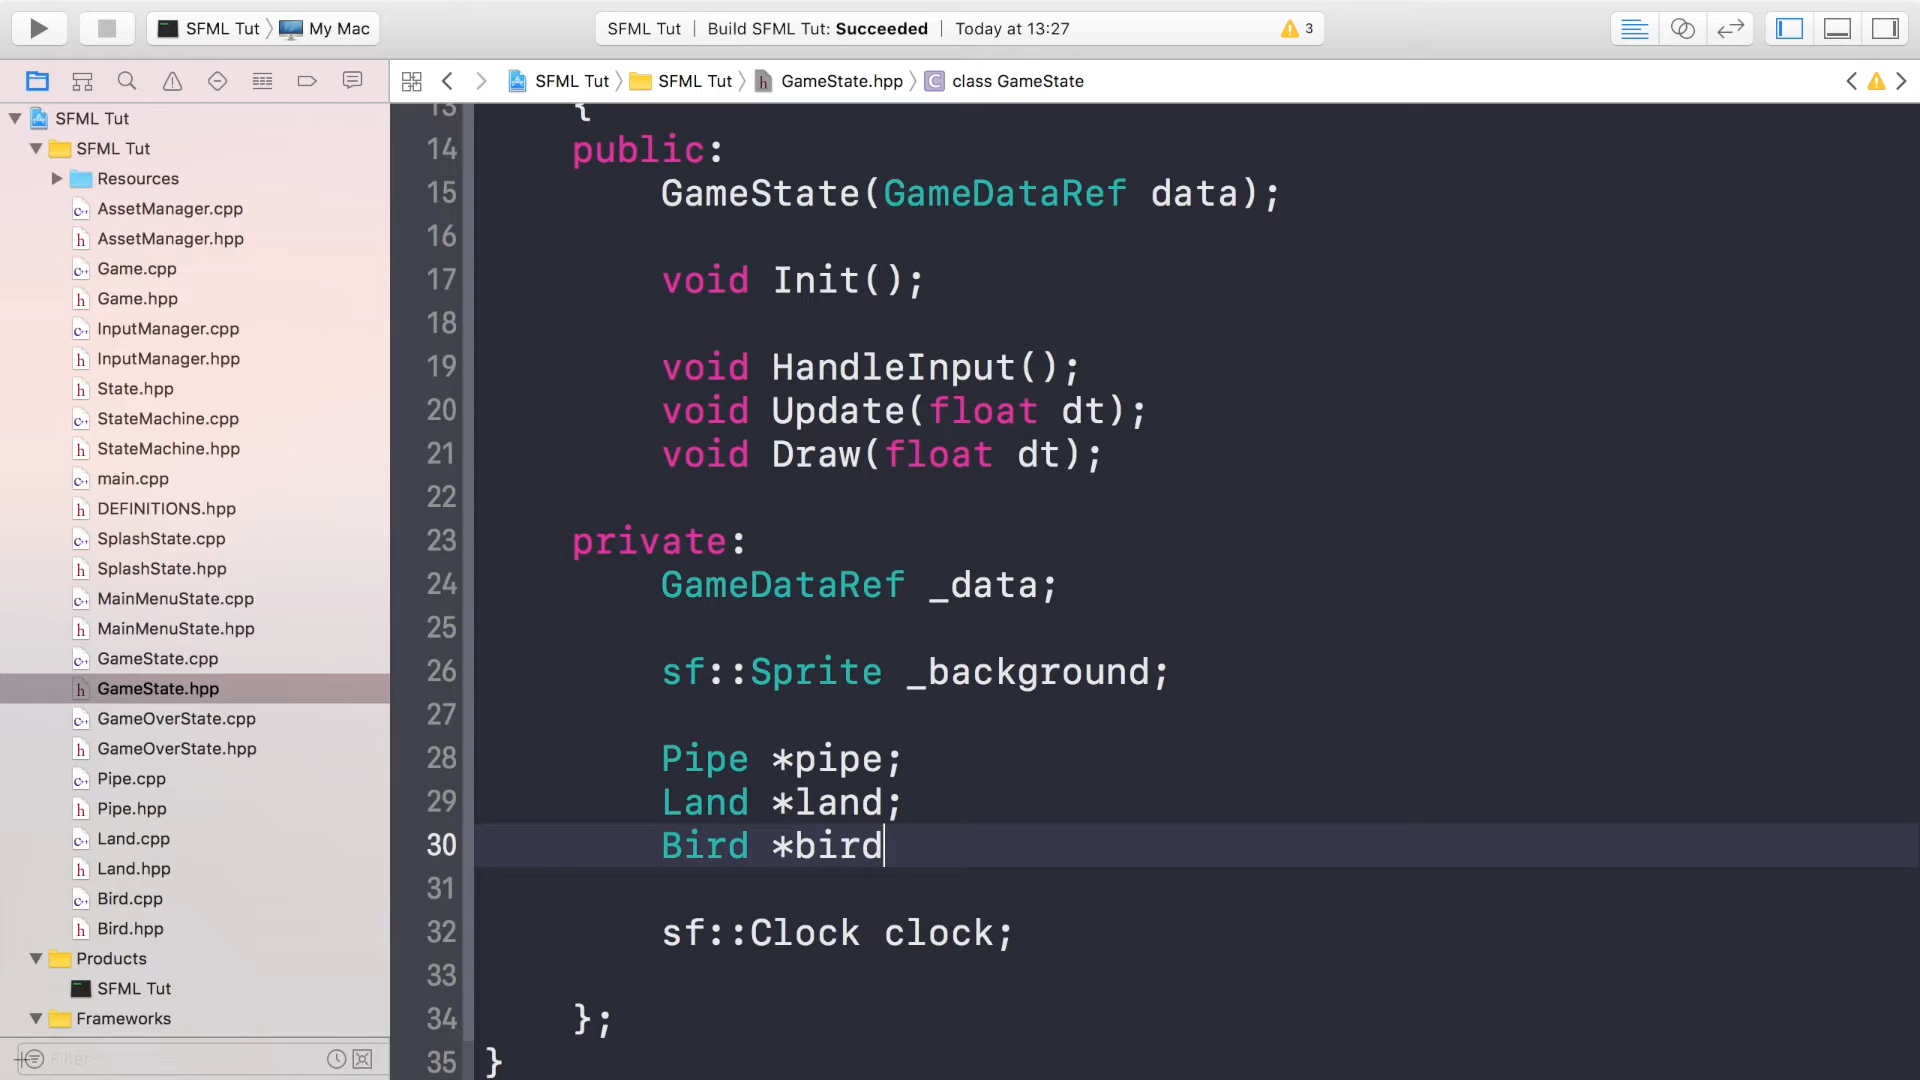 SFML Tut My Mac
SFML Tut Build SFML Tut: Succeeded Today at 13:27 3
SFML Tut SFML Tut GameState.hpp class GameState
SFML Tut
SFML Tut
Resources
AssetManager.cpp
AssetManager.hpp
Game.cpp
Game.hpp
InputManager.cpp
InputManager.hpp
State.hpp
StateMachine.cpp
StateMachine.hpp
main.cpp
DEFINITIONS.hpp
SplashState.cpp
SplashState.hpp
MainMenuState.cpp
MainMenuState.hpp
GameState.cpp
GameState.hpp
GameOverState.cpp
GameOverState.hpp
Pipe.cpp
Pipe.hpp
Land.cpp
Land.hpp
Bird.cpp
Bird.hpp
Products
SFML Tut
Frameworks
Filter
13 {
14 public:
15 GameState(GameDataRef data);
16
17 void Init();
18
19 void HandleInput();
20 void Update(float dt);
21 void Draw(float dt);
22
23 private:
24 GameDataRef _data;
25
26 sf::Sprite _background;
27
28 Pipe *pipe;
29 Land *land;
30 Bird *bird
31
32 sf::Clock clock;
33
34 };
35 }